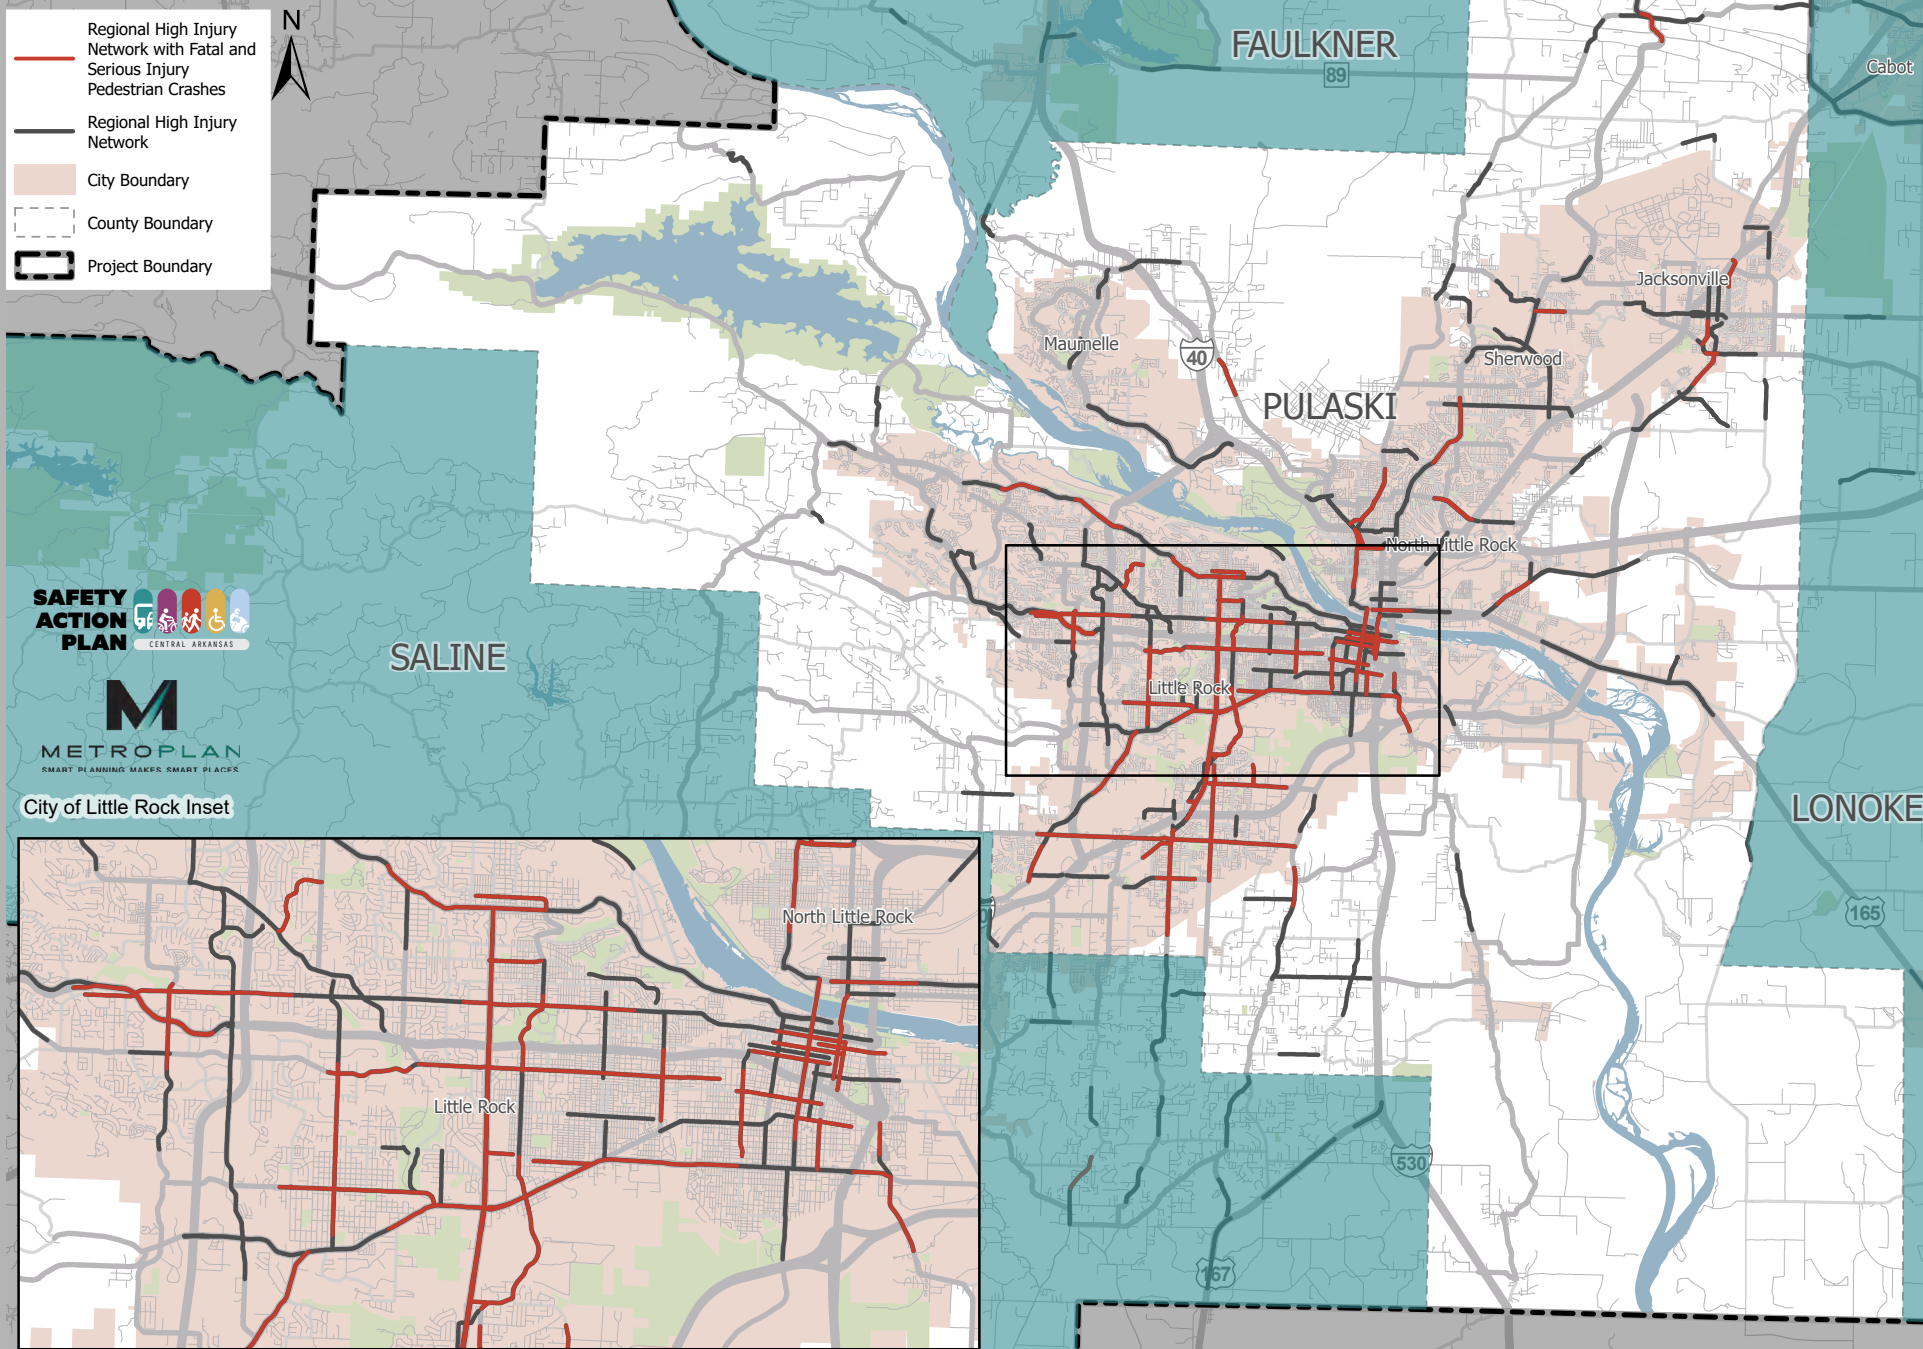 Regional High Injury
Network with Fatal and
Serious Injury
Pedestrian Crashes
Regional High Injury
Network
City Boundary
County Boundary
Project Boundary
N
FAULKNER
89
Cabot
Jacksonville
Maumelle
40
Sherwood
PULASKI
North Little Rock
SAFETY
ACTION
PLAN
CENTRAL ARKANSAS
SALINE
Little Rock
METROPLAN
SMART PLANNING MAKES SMART PLACES
City of Little Rock Inset
LONOKE
North Little Rock
165
Little Rock
530
167